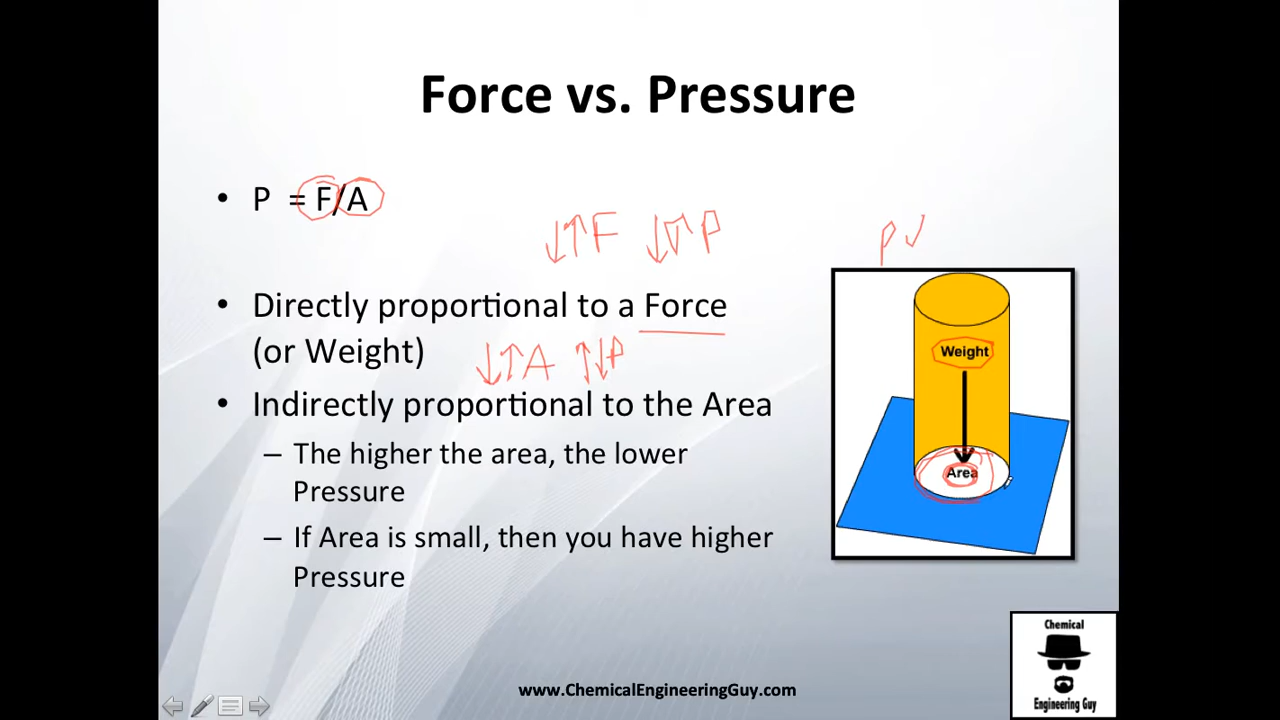 Force vs. Pressure
• P = F/A
↓↑F ↓↑P
P✓
• Directly proportional to a Force
(or Weight)
↓↑A ↑↓P
• Indirectly proportional to the Area
– The higher the area, the lower
Pressure
– If Area is small, then you have higher
Pressure
Weight
Area
Chemical
Engineering Guy
www.ChemicalEngineeringGuy.com